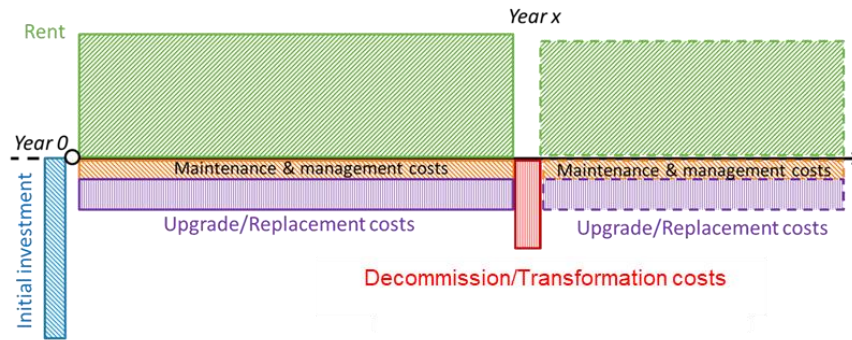 Year x
Rent
Year 0
Maintenance & management costs
Maintenance & management costs
Upgrade/Replacement costs
Upgrade/Replacement costs
Initial investment
Decommission/Transformation costs